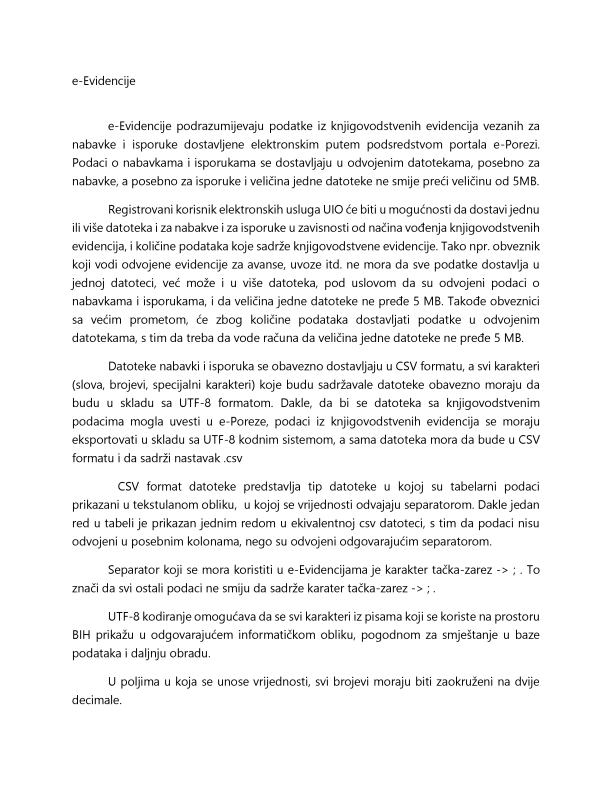 e-Evidencije
e-Evidencije podrazumijevaju podatke iz knjigovodstvenih evidencija vezanih za
nabavke i isporuke dostavljene elektronskim putem podsredstvom portala e-Porezi.
Podaci o nabavkama i isporukama se dostavljaju u odvojenim datotekama, posebno za
nabavke, a posebno za isporuke i veličina jedne datoteke ne smije preći veličinu od 5MB.
Registrovani korisnik elektronskih usluga UIO će biti u mogućnosti da dostavi jednu
ili više datoteka i za nabakve i za isporuke u zavisnosti od načina vođenja knjigovodstvenih
evidencija, i količine podataka koje sadrže knjigovodstvene evidencije. Tako npr. obveznik
koji vodi odvojene evidencije za avanse, uvoze itd. ne mora da sve podatke dostavlja u
jednoj datoteci, već može i u više datoteka, pod uslovom da su odvojeni podaci o
nabavkama i isporukama, i da veličina jedne datoteke ne pređe 5 MB. Takođe obveznici
sa većim prometom, će zbog količine podataka dostavljati podatke u odvojenim
datotekama, s tim da treba da vode računa da veličina jedne datoteke ne pređe 5 MB.
Datoteke nabavki i isporuka se obavezno dostavljaju u CSV formatu, a svi karakteri
(slova, brojevi, specijalni karakteri) koje budu sadržavale datoteke obavezno moraju da
budu u skladu sa UTF-8 formatom. Dakle, da bi se datoteka sa knjigovodstvenim
podacima mogla uvesti u e-Poreze, podaci iz knjigovodstvenih evidencija se moraju
eksportovati u skladu sa UTF-8 kodnim sistemom, a sama datoteka mora da bude u CSV
formatu i da sadrži nastavak .csv
CSV format datoteke predstavlja tip datoteke u kojoj su tabelarni podaci
prikazani u tekstulanom obliku, u kojoj se vrijednosti odvajaju separatorom. Dakle jedan
red u tabeli je prikazan jednim redom u ekivalentnoj csv datoteci, s tim da podaci nisu
odvojeni u posebnim kolonama, nego su odvojeni odgovarajućim separatorom.
Separator koji se mora koristiti u e-Evidencijama je karakter tačka-zarez -> ; . To
znači da svi ostali podaci ne smiju da sadrže karater tačka-zarez -> ; .
UTF-8 kodiranje omogućava da se svi karakteri iz pisama koji se koriste na prostoru
BIH prikažu u odgovarajućem informatičkom obliku, pogodnom za smještanje u baze
podataka i daljnju obradu.
U poljima u koja se unose vrijednosti, svi brojevi moraju biti zaokruženi na dvije
decimale.